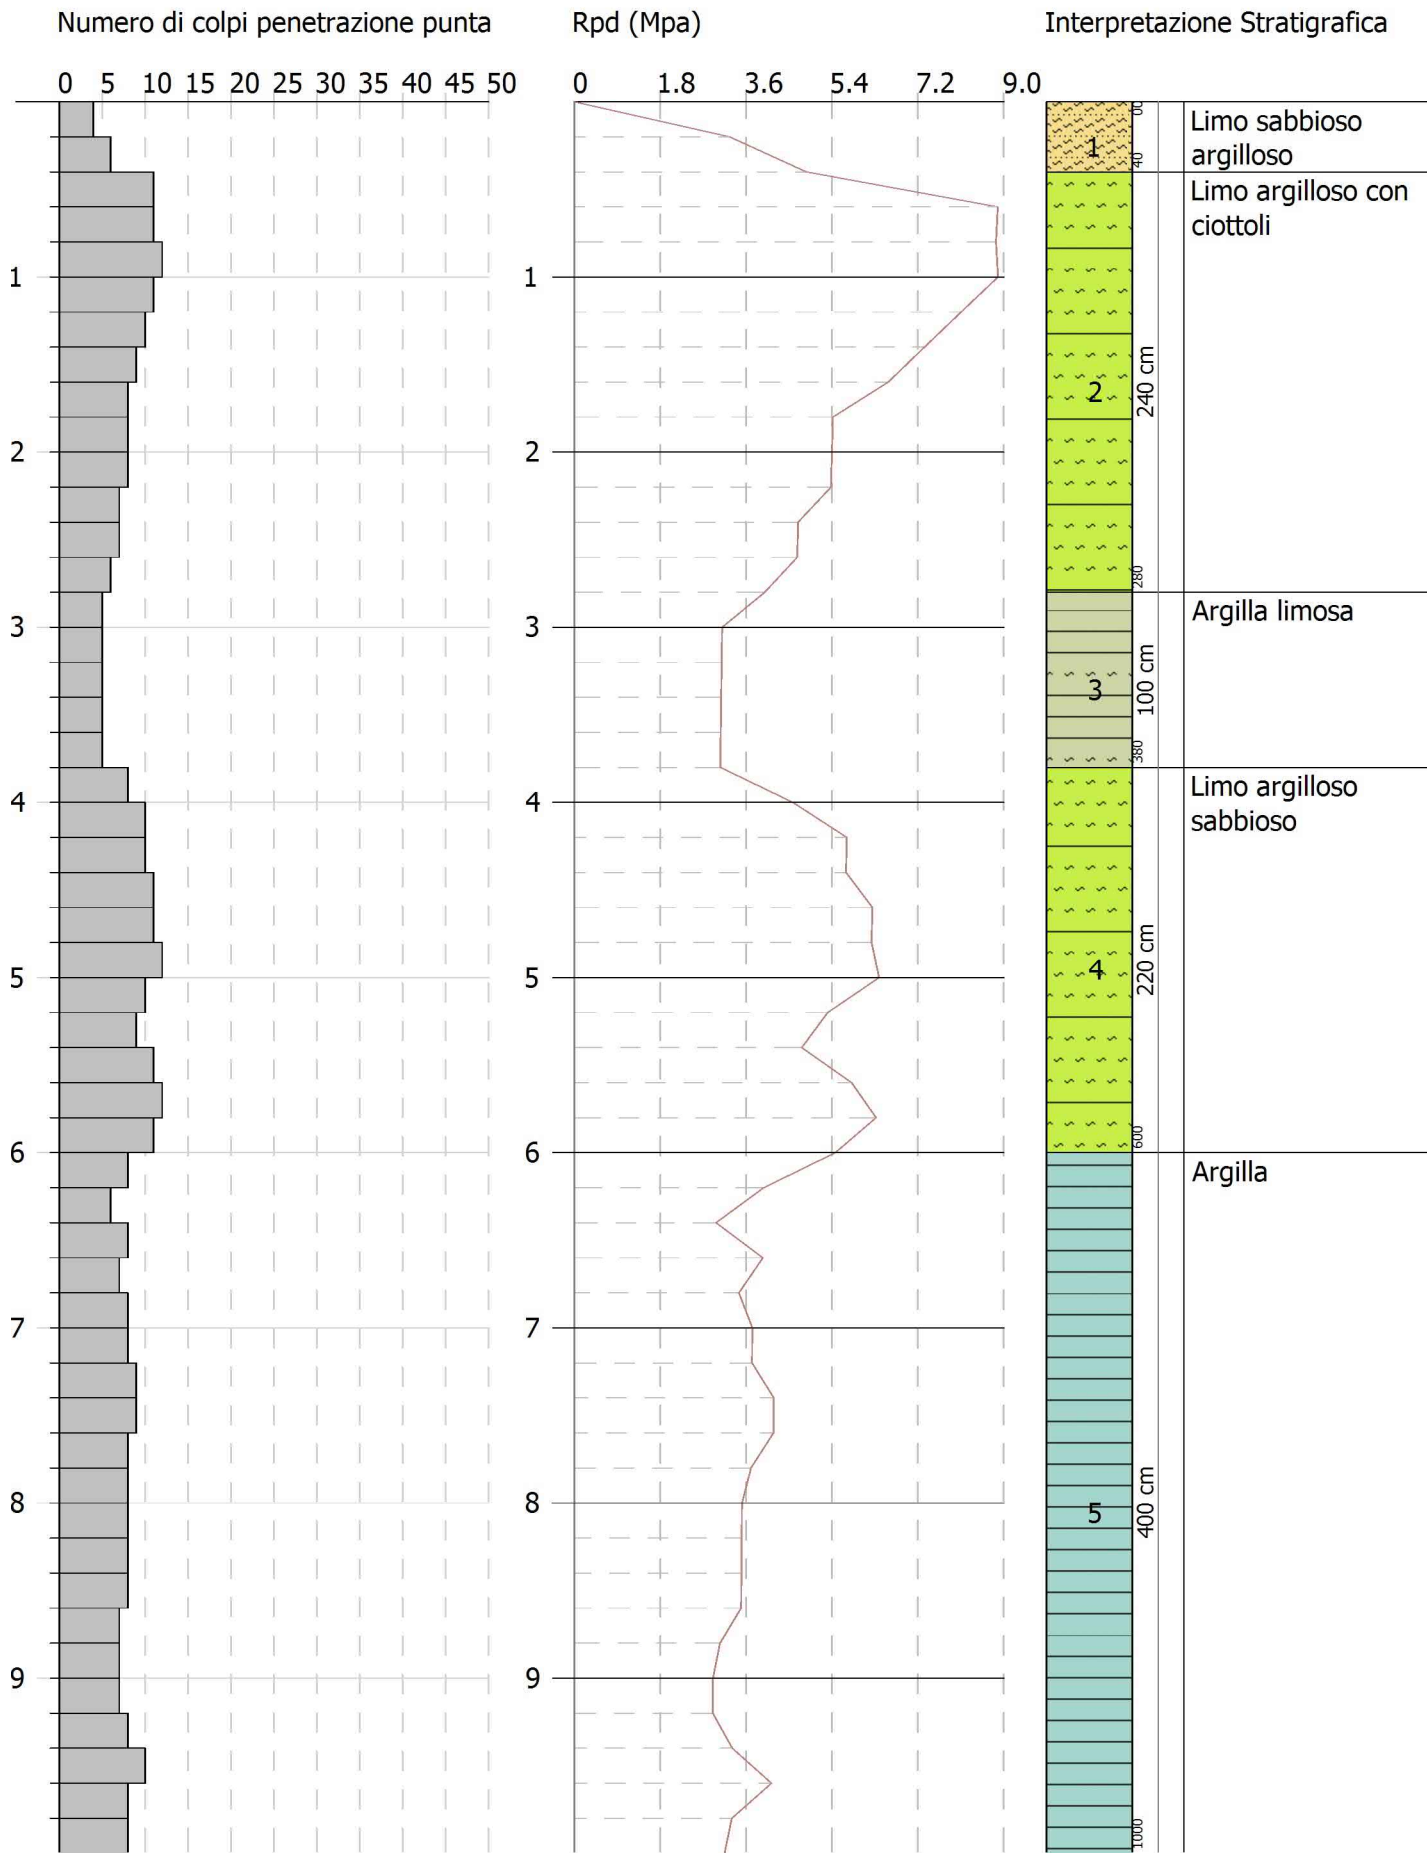 Numero di colpi penetrazione punta
Rpd (Mpa)
Interpretazione Stratigrafica
0 5 10 15 20 25 30 35 40 45 50
0 1.8 3.6 5.4 7.2 9.0
00
Limo sabbioso
argilloso
1
40
Limo argilloso con
ciottoli
1 1
2
240 cm
2 2
280
Argilla limosa
3 3
3
100 cm
380
Limo argilloso
sabbioso
4 4
4
220 cm
5 5
600
6 6
Argilla
7 7
8 8
5
400 cm
9 9
1000